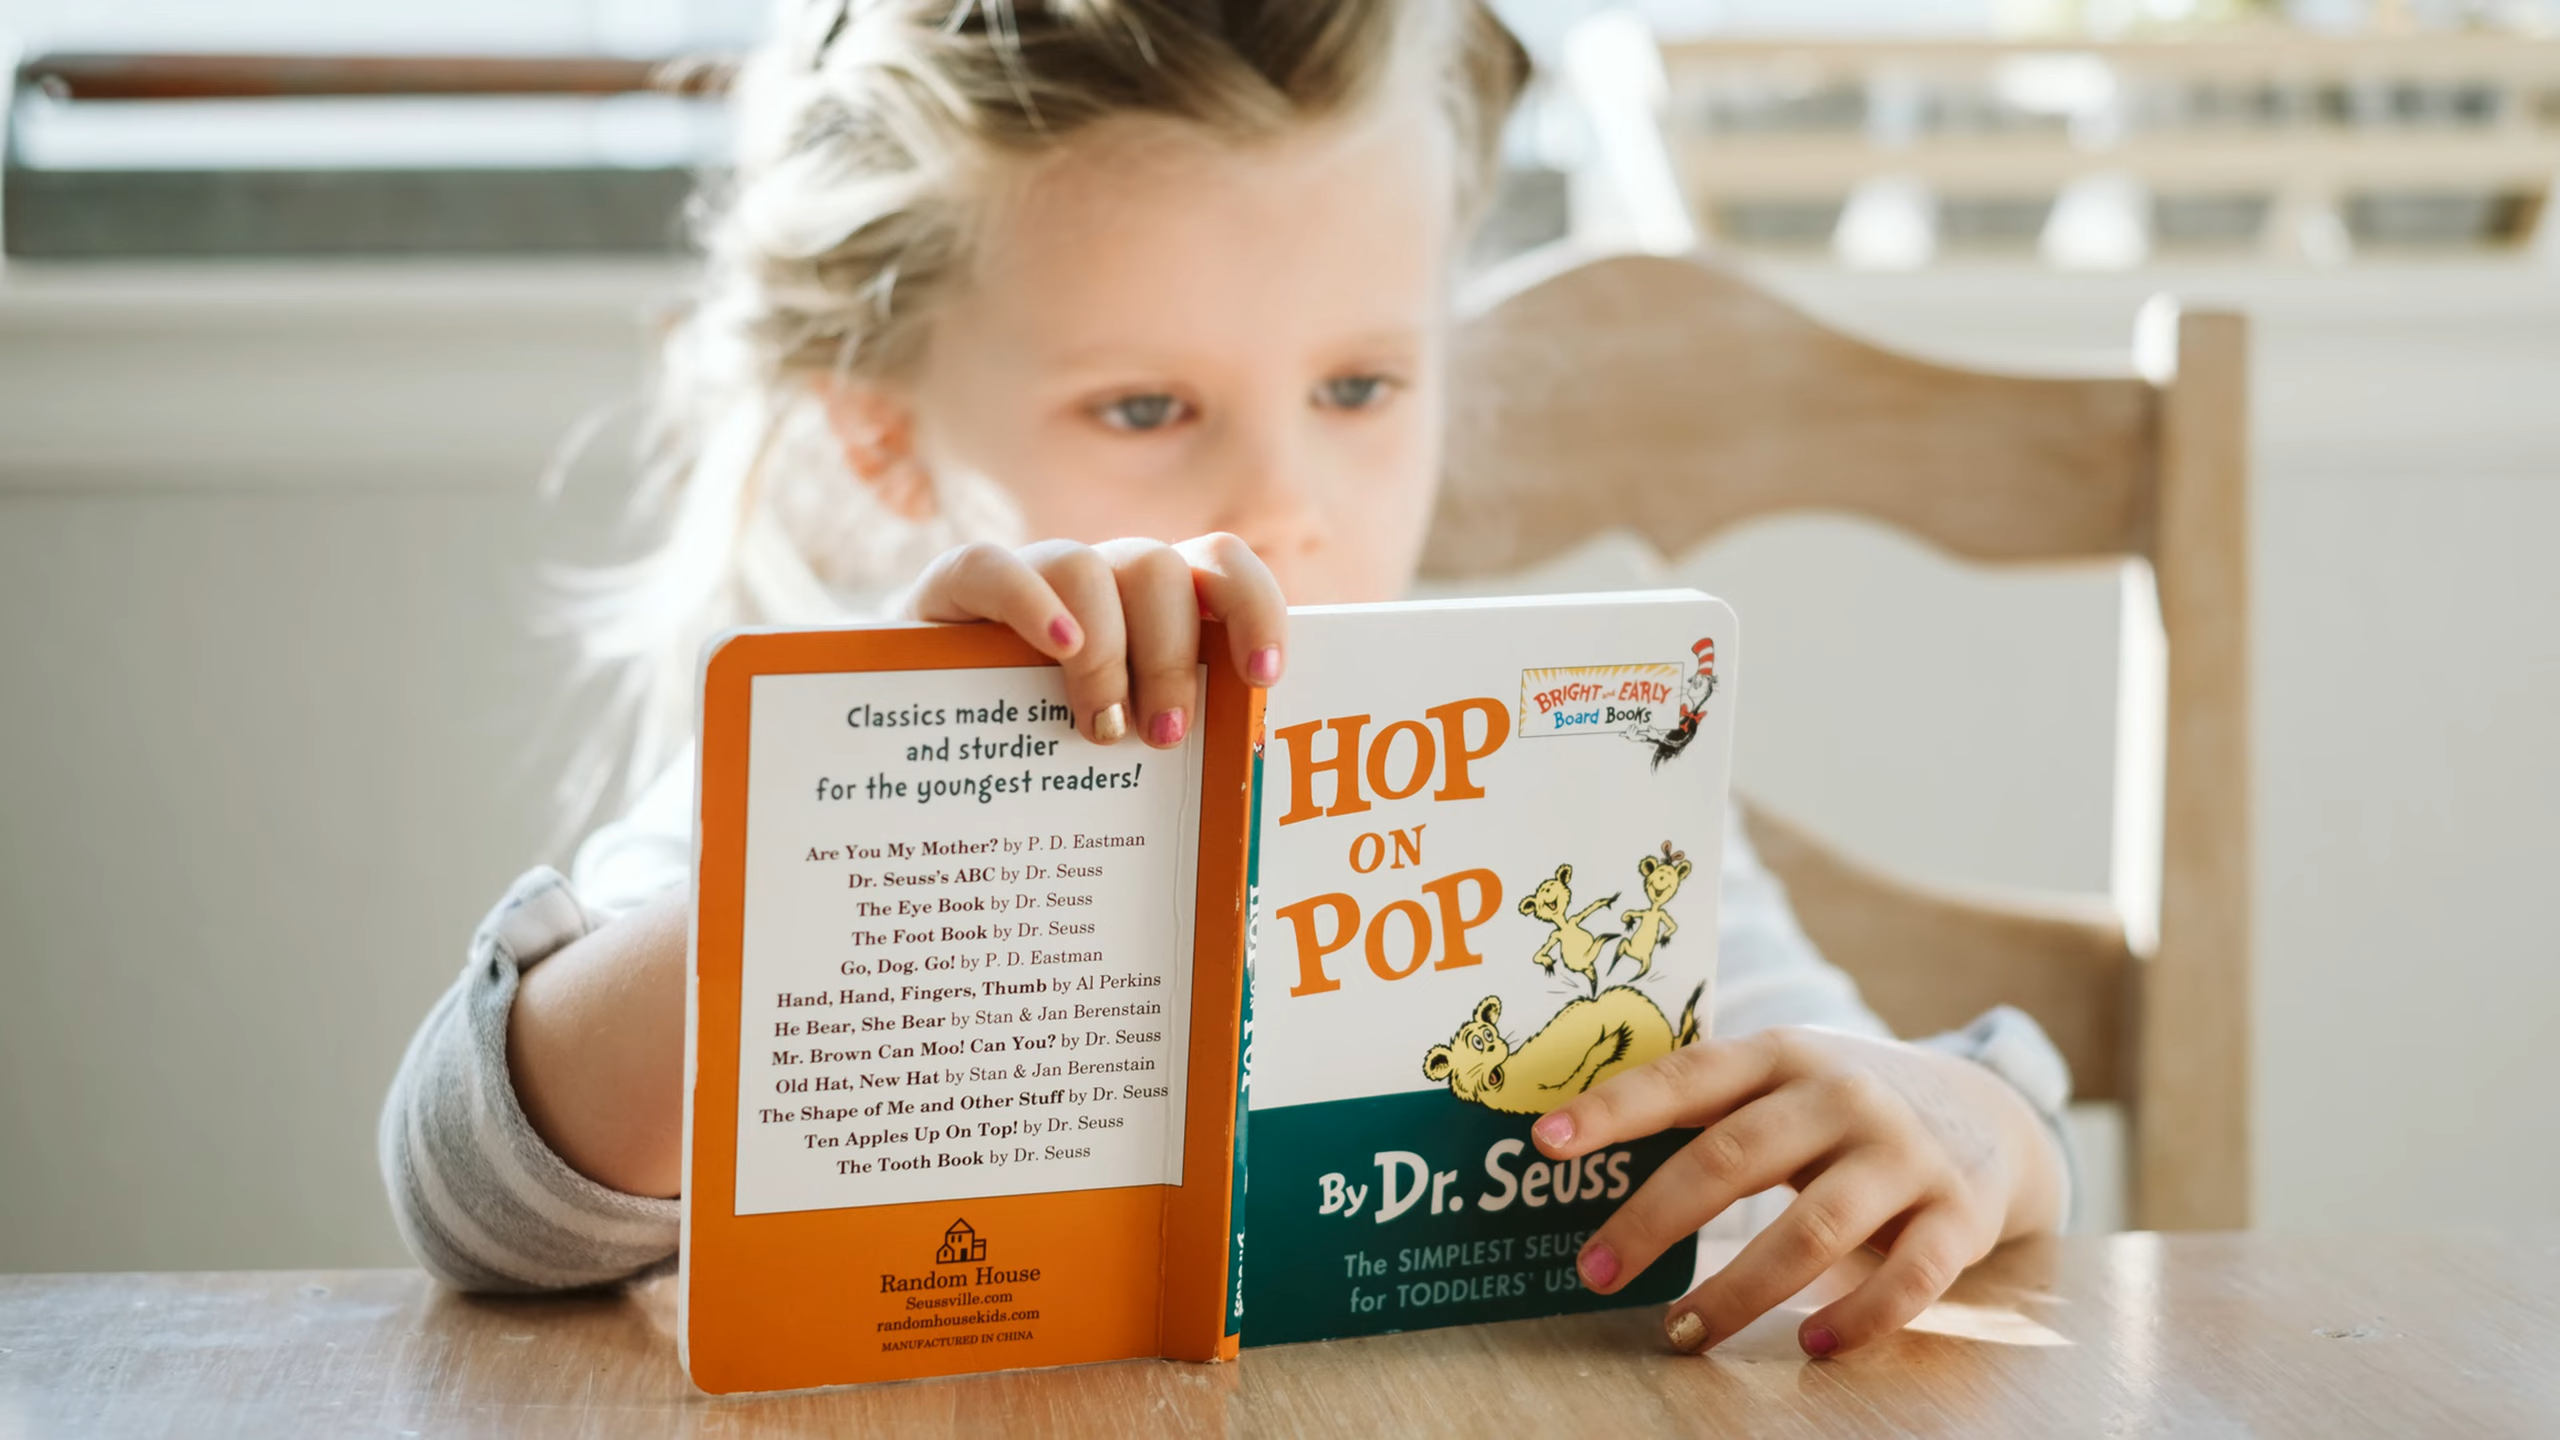 Classics made
and sturdier
for the youngest readers!
Are You My Mother? by P. D. Eastman
Dr. Seuss's ABC by Dr. Seuss
The Eye Book by Dr. Seuss
The Foot Book by Dr. Seuss
Go, Dog. Go! by P. D. Eastman
Hand, Hand, Fingers, Thumb by Al Perkins
He Bear, She Bear by Stan & Jan Berenstain
Mr. Brown Can Moo! Can You? by Dr. Seuss
Old Hat, New Hat by Stan & Jan Berenstain
The Shape of Me and Other Stuff by Dr. Seuss
Ten Apples Up On Top! by Dr. Seuss
The Tooth Book by Dr. Seuss
Random House
Seussville.com
randomhousekids.com
MANUFACTURED IN CHINA
BRIGHT and EARLY
Board Books
HOP
ON
POP
By Dr. Seuss
The SIMPLEST
for TODDLERS'